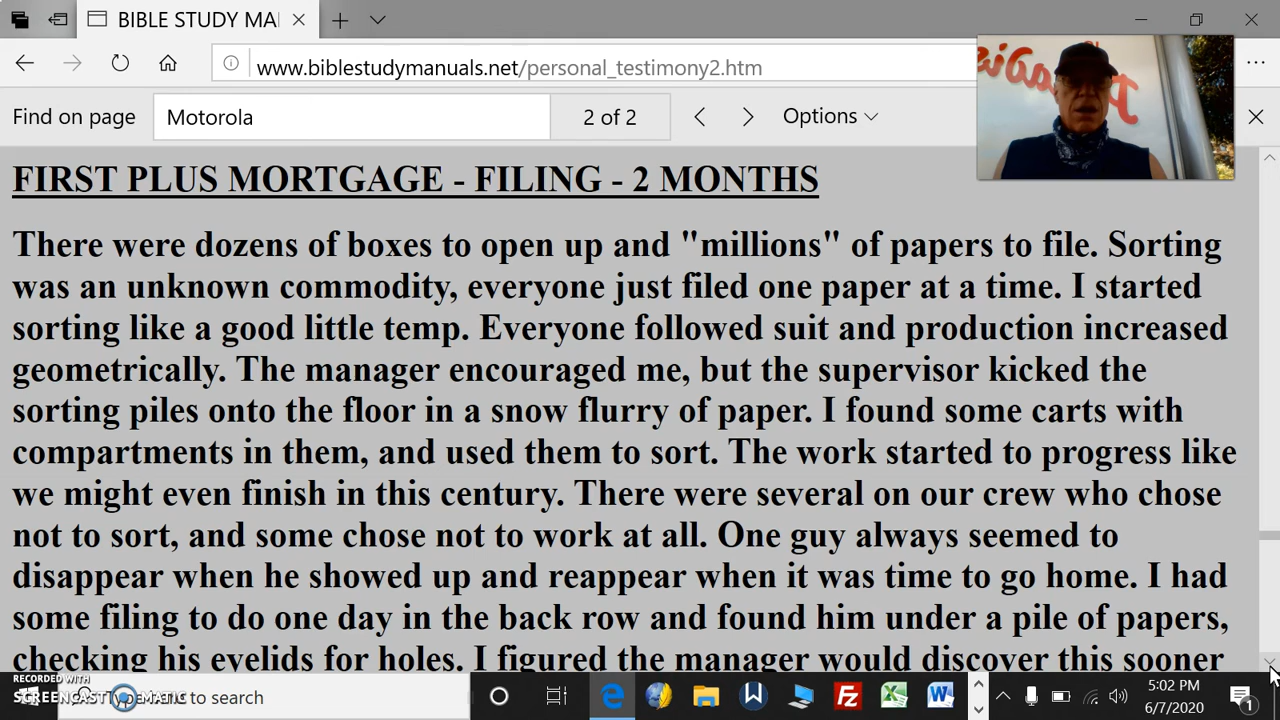 BIBLE STUDY MA
www.biblestudymanuals.net/personal_testimony2.htm
Find on page
Motorola
2 of 2
Options
FIRST PLUS MORTGAGE - FILING - 2 MONTHS
There were dozens of boxes to open up and "millions" of papers to file. Sorting
was an unknown commodity, everyone just filed one paper at a time. I started
sorting like a good little temp. Everyone followed suit and production increased
geometrically. The manager encouraged me, but the supervisor kicked the
sorting piles onto the floor in a snow flurry of paper. I found some carts with
compartments in them, and used them to sort. The work started to progress like
we might even finish in this century. There were several on our crew who chose
not to sort, and some chose not to work at all. One guy always seemed to
disappear when he showed up and reappear when it was time to go home. I had
some filing to do one day in the back row and found him under a pile of papers,
checking his eyelids for holes. I figured the manager would discover this sooner
RECORDED WITH
SCREENCAST MATIC
to search
5:02 PM
6/7/2020
1